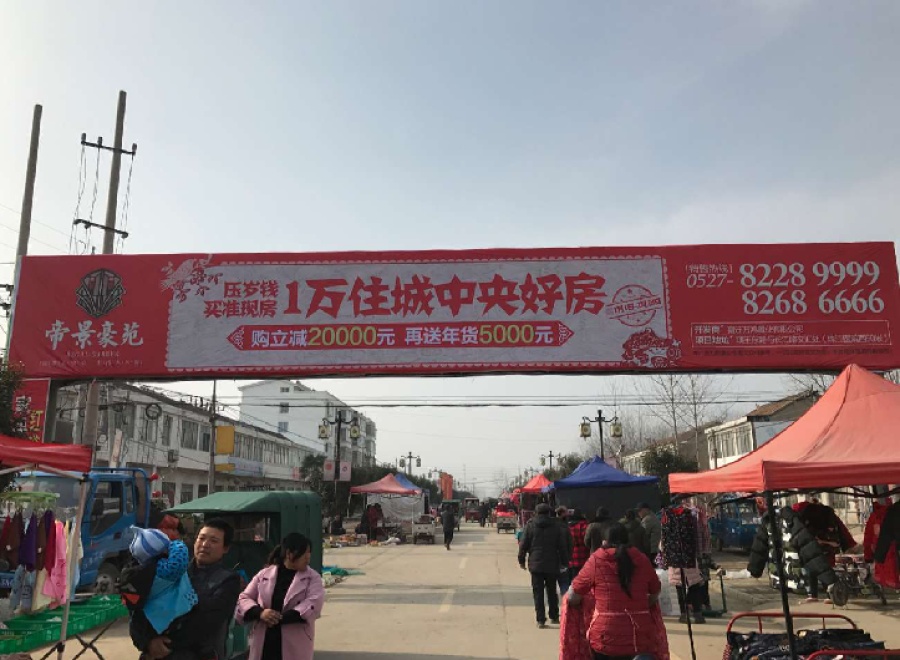 帝景豪苑
压岁钱
买准现房
1万住城中央好房
购立减20000元 再送年货5000元
0527-
8228 9999
8268 6666